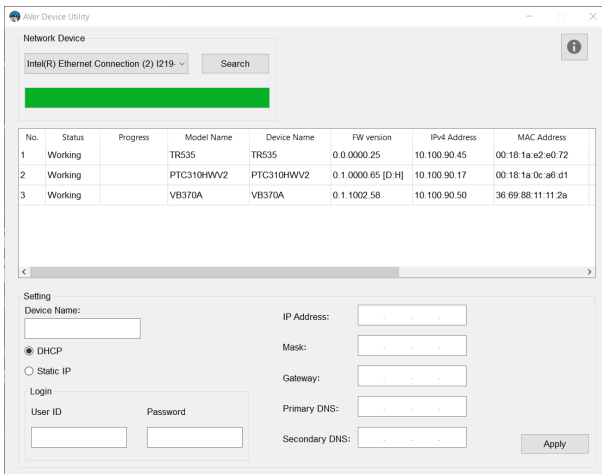 AVer Device Utility
Network Device
Intel(R) Ethernet Connection (2) I219- Search
No. Status Progress Model Name Device Name FW version IPv4 Address MAC Address
1 Working TR535 TR535 0.0.0000.25 10.100.90.45 00:18:1a:e2:e0:72
2 Working PTC310HWV2 PTC310HWV2 0.1.0000.65 [D:H] 10.100.90.17 00:18:1a:0c:a6:d1
3 Working VB370A VB370A 0.1.1002.58 10.100.90.50 36:69:88:11:11:2a
Setting
Device Name:
IP Address:
DHCP
Mask:
Static IP
Gateway:
Login
User ID Password
Primary DNS:
Secondary DNS:
Apply